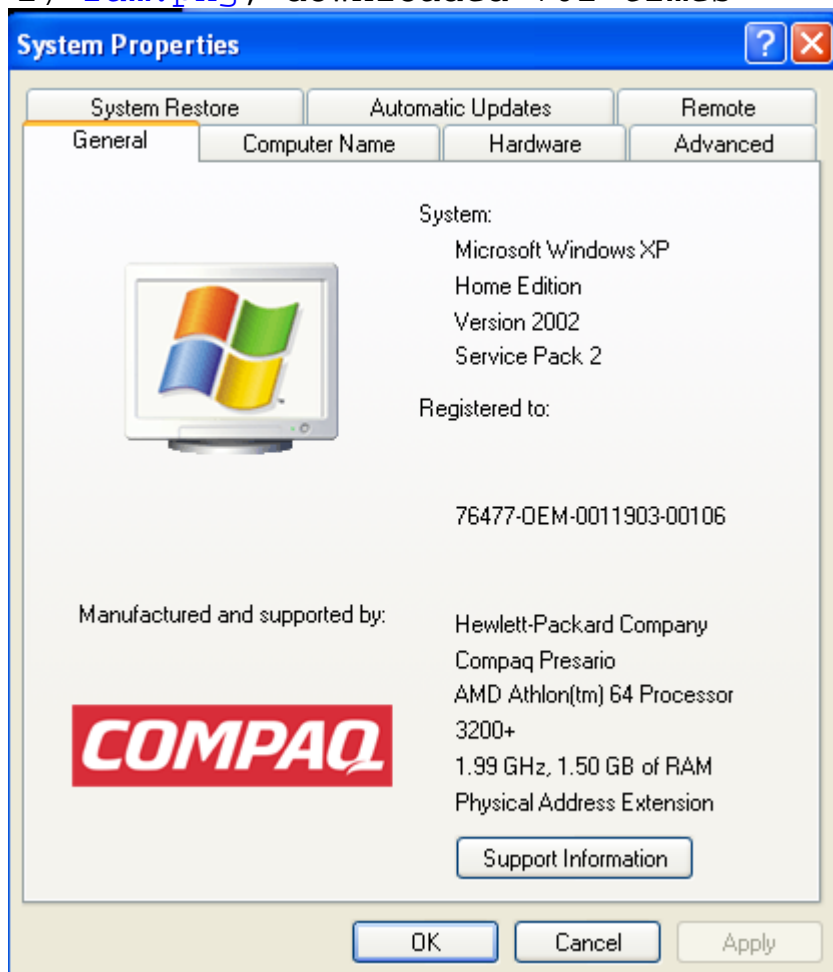 System Properties
System Restore Automatic Updates Remote
General Computer Name Hardware Advanced
System:
Microsoft Windows XP
Home Edition
Version 2002
Service Pack 2
Registered to:
76477-OEM-0011903-00106
Manufactured and supported by:
Hewlett-Packard Company
Compaq Presario
AMD Athlon(tm) 64 Processor
3200+
1.99 GHz, 1.50 GB of RAM
Physical Address Extension
COMPAQ
Support Information
OK Cancel Apply